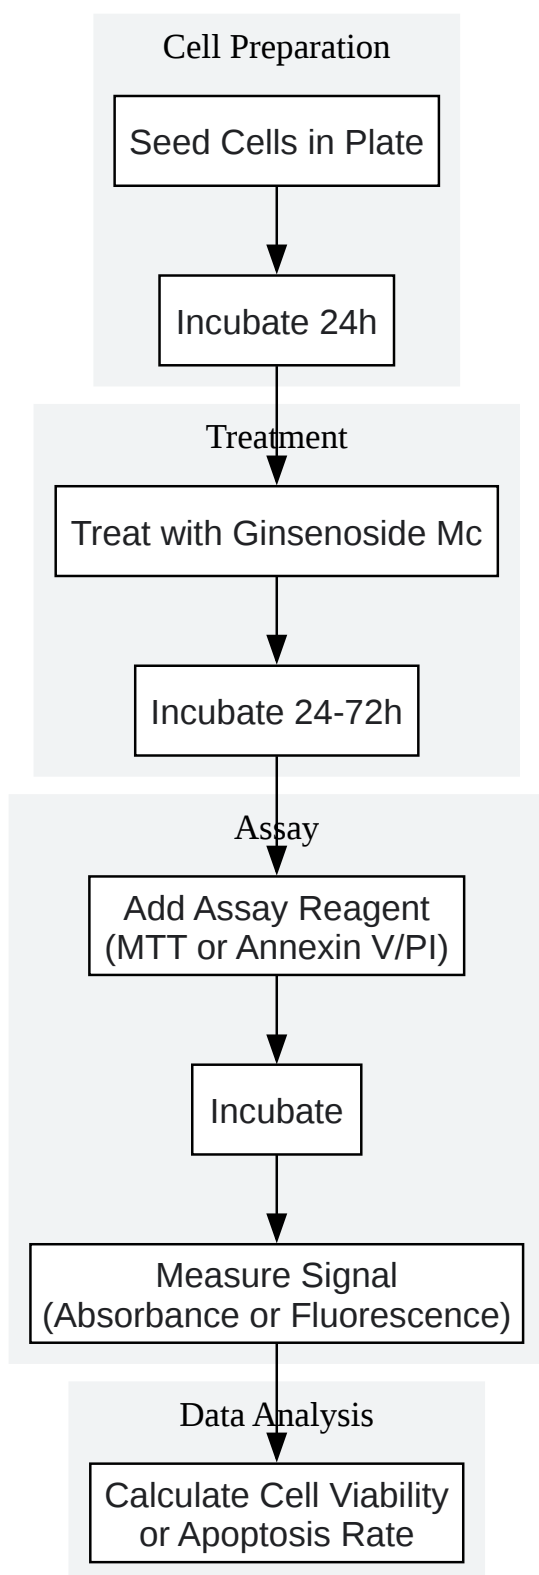 Cell Preparation
Seed Cells in Plate
Incubate 24h
Treatment
Treat with Ginsenoside Mc
Incubate 24-72h
Assay
Add Assay Reagent
(MTT or Annexin V/PI)
Incubate
Measure Signal
(Absorbance or Fluorescence)
Data Analysis
Calculate Cell Viability
or Apoptosis Rate